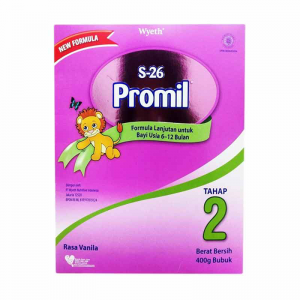 Wyeth
NEW FORMULA
S-26
Promil
Formula Lanjutan untuk
Bayi Usia 6-12 Bulan
TAHAP
2
Rasa Vanila
Berat Bersih
400g Bubuk